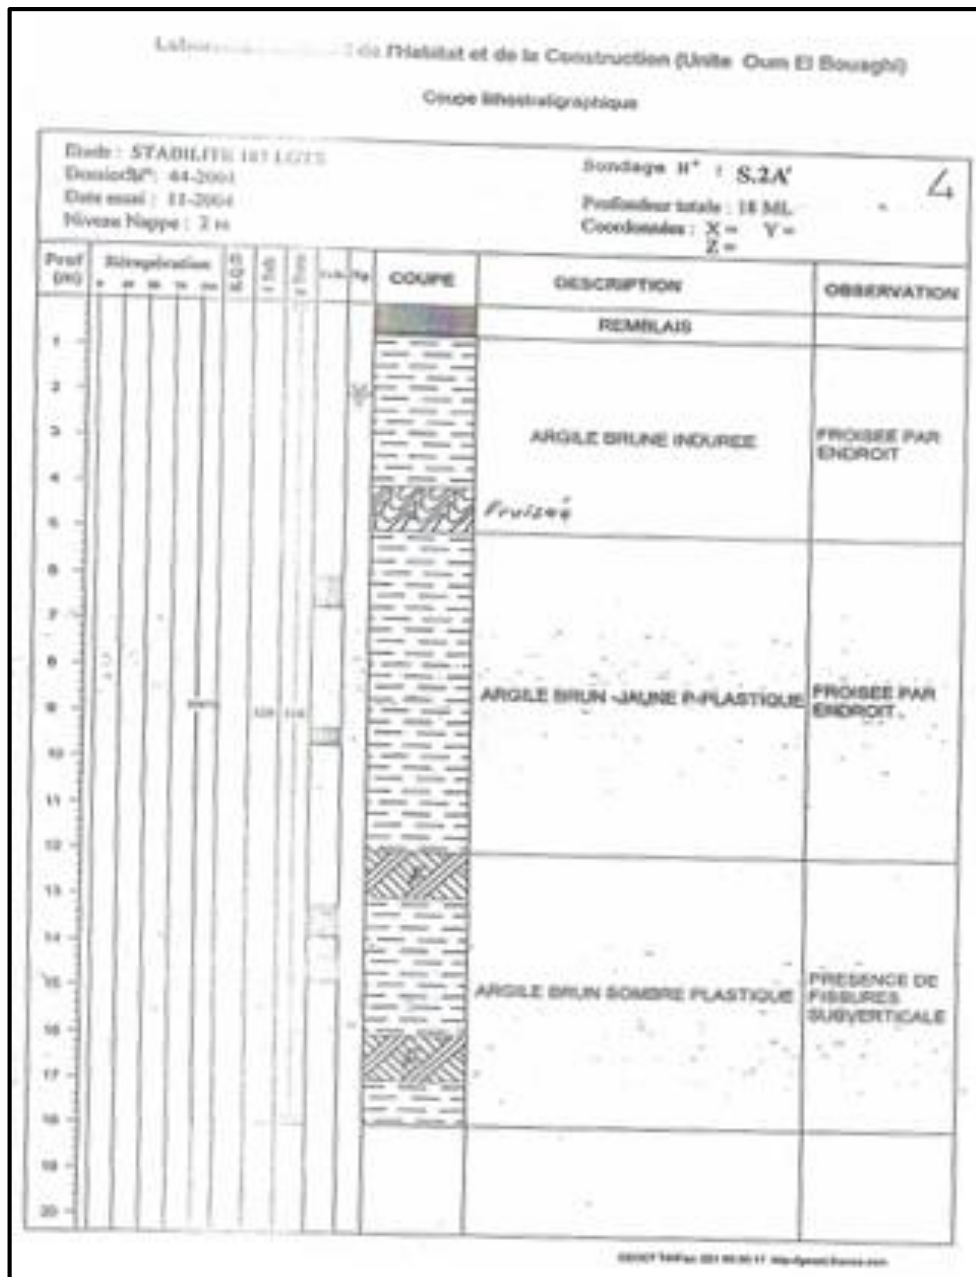 de l'Habitat et de la Construction (Unite Oum El Bouaghi)
Coupe lithostratigraphique
Etude : STABILITE LGTS
Sondage N° : S.2A'
4
Dossier N°:
Profondeur totale : 18 ML
Date essai : 11-2004
Coordonnées : X = Y =
Niveau Nappe : 2 m
Z =
Prof (m)
Récupération
COUPE
DESCRIPTION
OBSERVATION
REMBLAIS
1
2
3
ARGILE BRUNE INDUREE
FROISEE PAR
ENDROIT
4
5
6
7
8
ARGILE BRUN -JAUNE P-PLASTIQUE
FROISEE PAR
ENDROIT .
9
10
11
12
13
14
15
ARGILE BRUN SOMBRE PLASTIQUE
PRESENCE DE
FISSURES
SUBVERTICALE
16
17
18
19
20